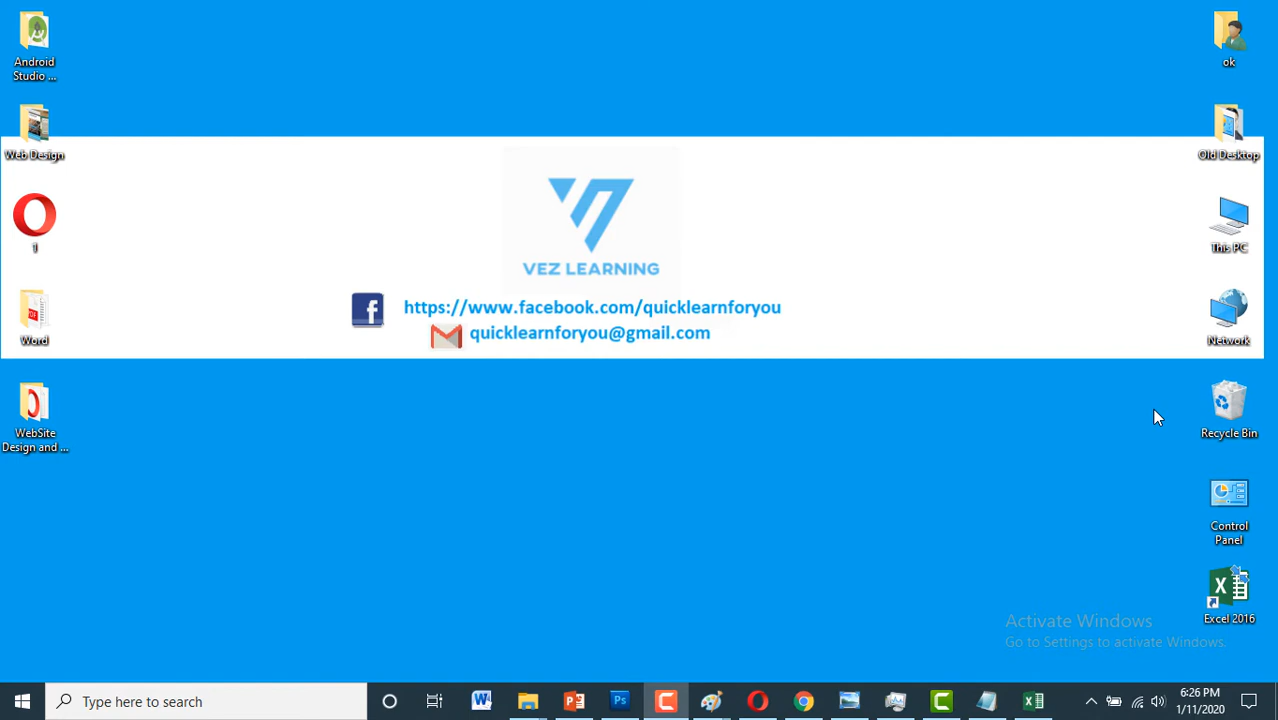 Android
Studio ...
Web Design
1
Word
WebSite
Design and ...
VEZ LEARNING
https://www.facebook.com/quicklearnforyou
quicklearnforyou@gmail.com
ok
Old Desktop
This PC
Network
Recycle Bin
Control
Panel
Excel 2016
Activate Windows
Go to Settings to activate Windows.
Type here to search
6:26 PM
1/11/2020